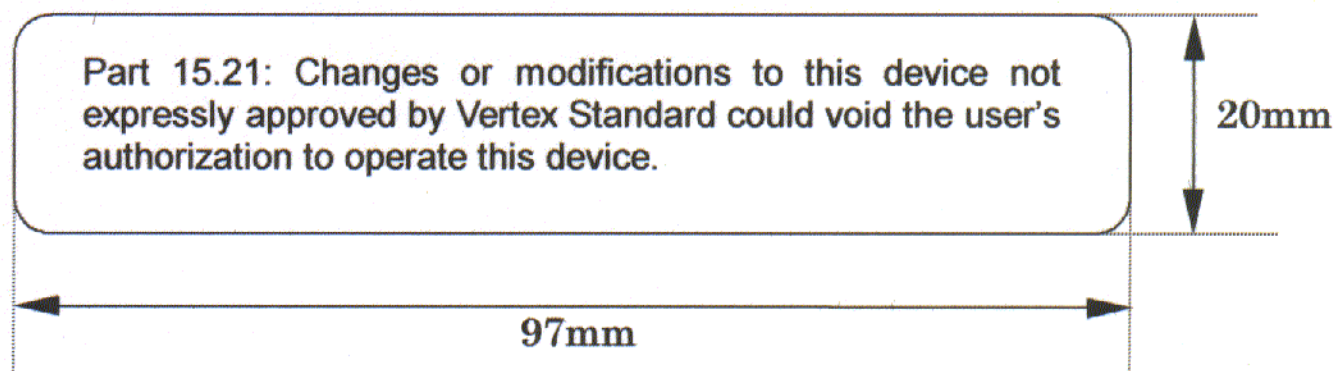 Part 15.21: Changes or modifications to this device not
expressly approved by Vertex Standard could void the user's
authorization to operate this device.
20mm
97mm